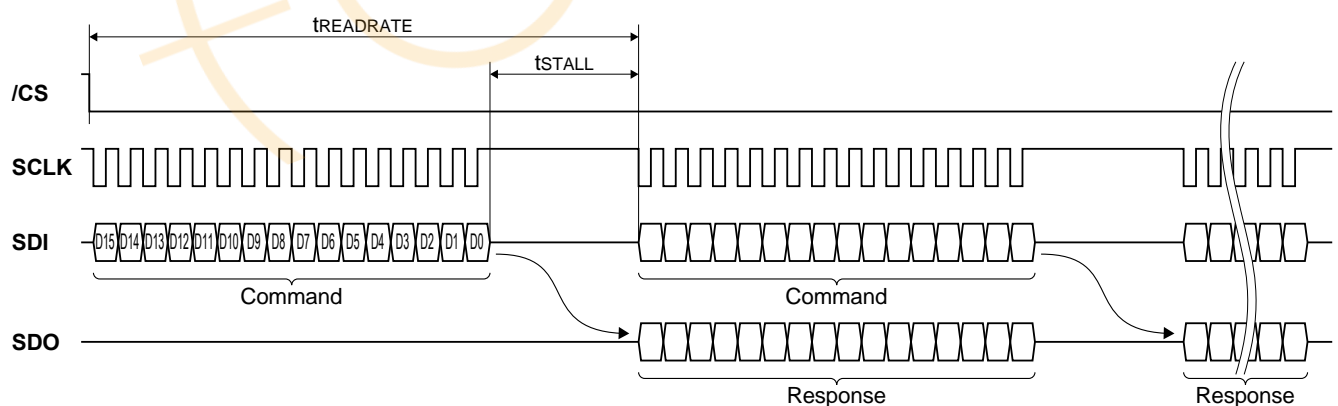 tREADRATE
tSTALL
/CS
SCLK
SDI D15 D14 D13 D12 D11 D10 D9 D8 D7 D6 D5 D4 D3 D2 D1 D0
Command Command
SDO
Response Response